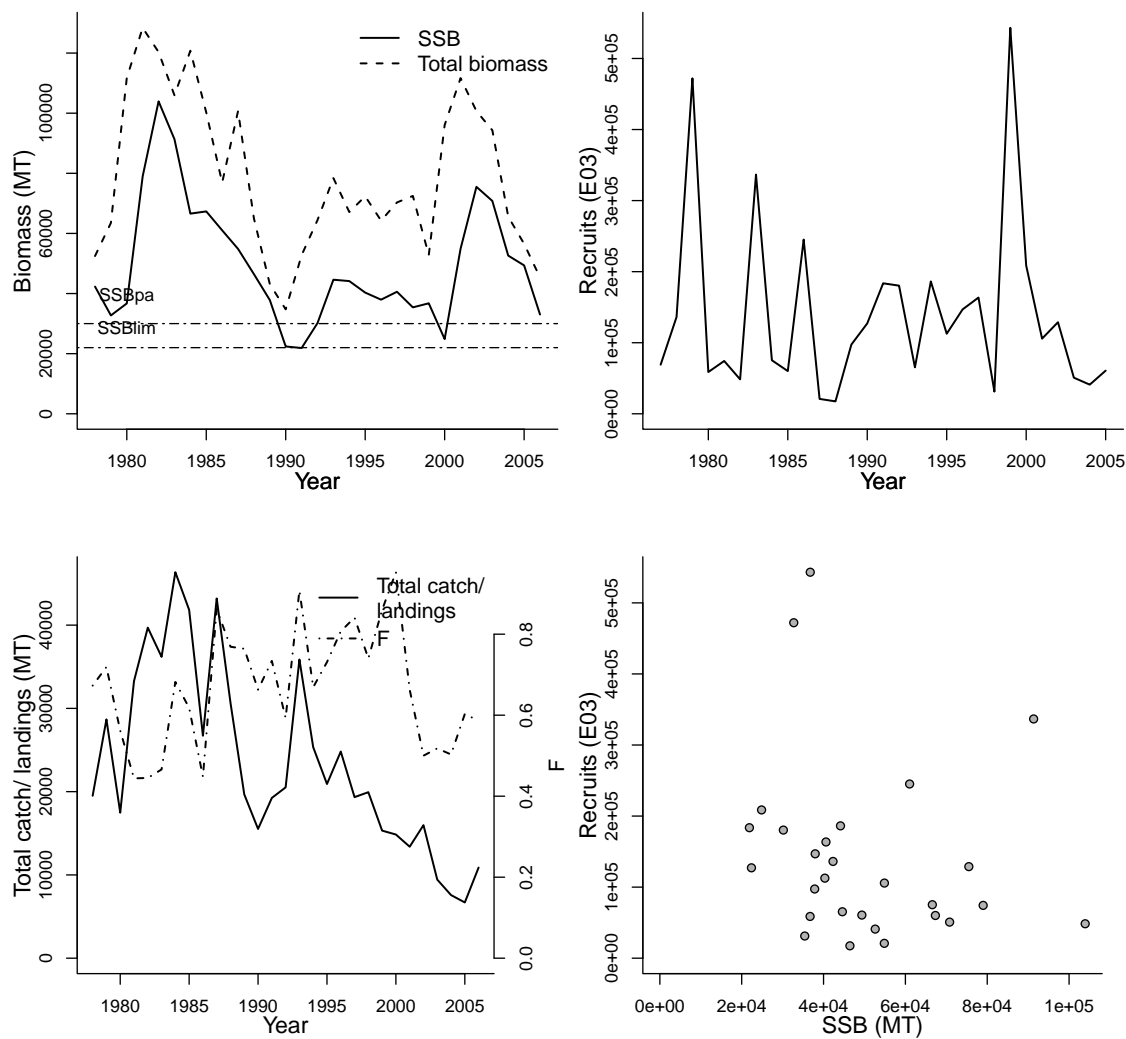 SSB
Total biomass
Biomass (MT)
0
20000
60000
100000
SSBpa
SSBlim
1980
1985
1990
1995
2000
2005
Year
Recruits (E03)
0e+00
1e+05
2e+05
3e+05
4e+05
5e+05
1980
1985
1990
1995
2000
2005
Year
Total catch/
landings
F
Total catch/ landings (MT)
0
10000
20000
30000
40000
0.0
0.2
0.4
0.6
0.8
F
1980
1985
1990
1995
2000
2005
Year
Recruits (E03)
0e+00
1e+05
2e+05
3e+05
4e+05
5e+05
0e+00
2e+04
4e+04
6e+04
8e+04
1e+05
SSB (MT)